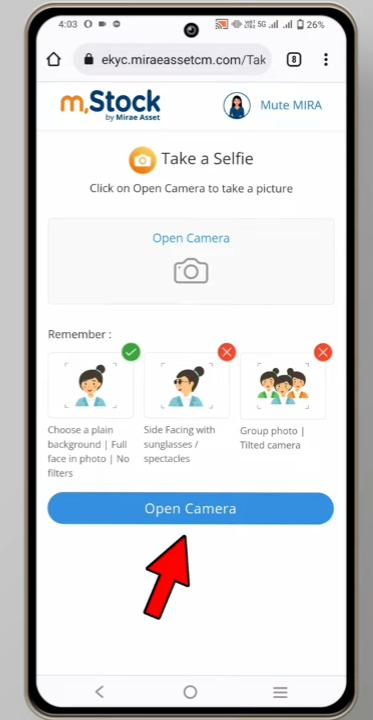 4:03
5G
26%
ekyc.miraeassetcm.com/Tak
8
m.Stock
by Mirae Asset
Mute MIRA
Take a Selfie
Click on Open Camera to take a picture
Open Camera
Remember :
Choose a plain
background | Full
face in photo | No
filters
Side Facing with
sunglasses /
spectacles
Group photo |
Tilted camera
Open Camera